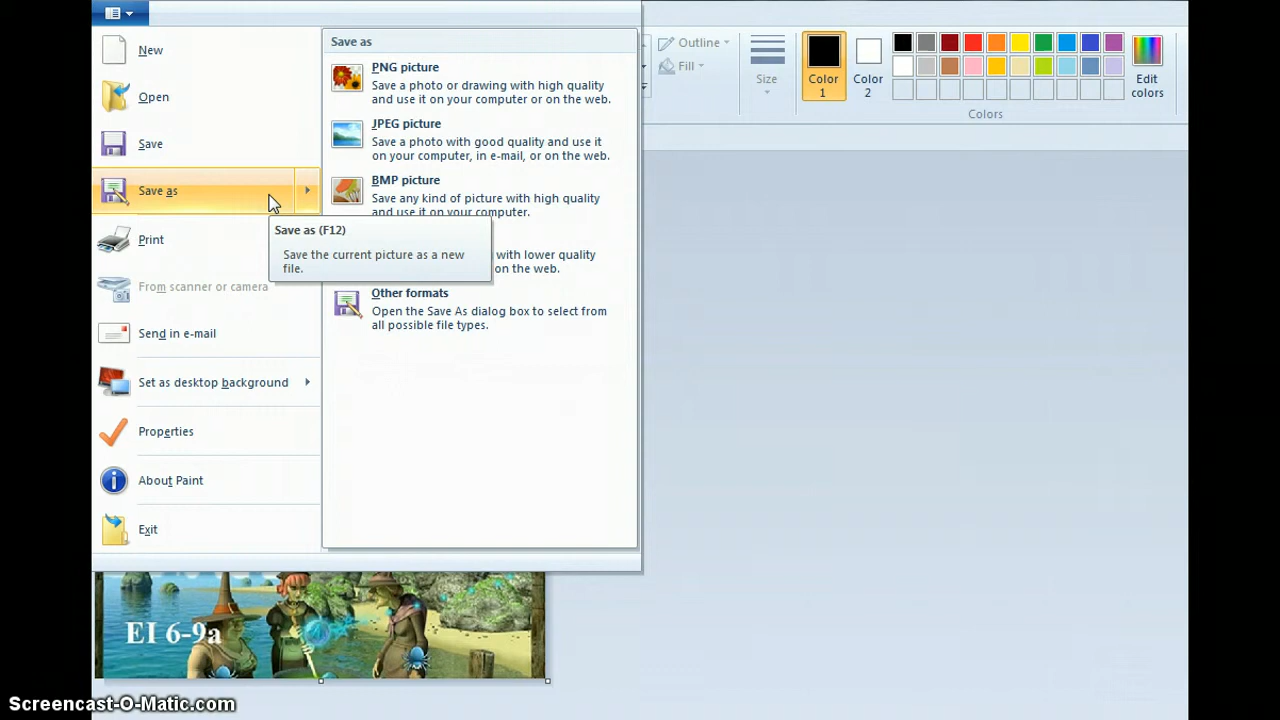 New
Open
Save
Save as
Print
From scanner or camera
Send in e-mail
Set as desktop background
Properties
About Paint
Exit
Save as
PNG picture
Save a photo or drawing with high quality
and use it on your computer or on the web.
JPEG picture
Save a photo with good quality and use it
on your computer, in e-mail, or on the web.
BMP picture
Save any kind of picture with high quality
and use it on your computer.
with lower quality
on the web.
Other formats
Open the Save As dialog box to select from
all possible file types.
Save as (F12)
Save the current picture as a new
file.
Outline
Fill
Size
Color
1
Color
2
Edit
colors
Colors
EI 6-9a
Screencast-O-Matic.com